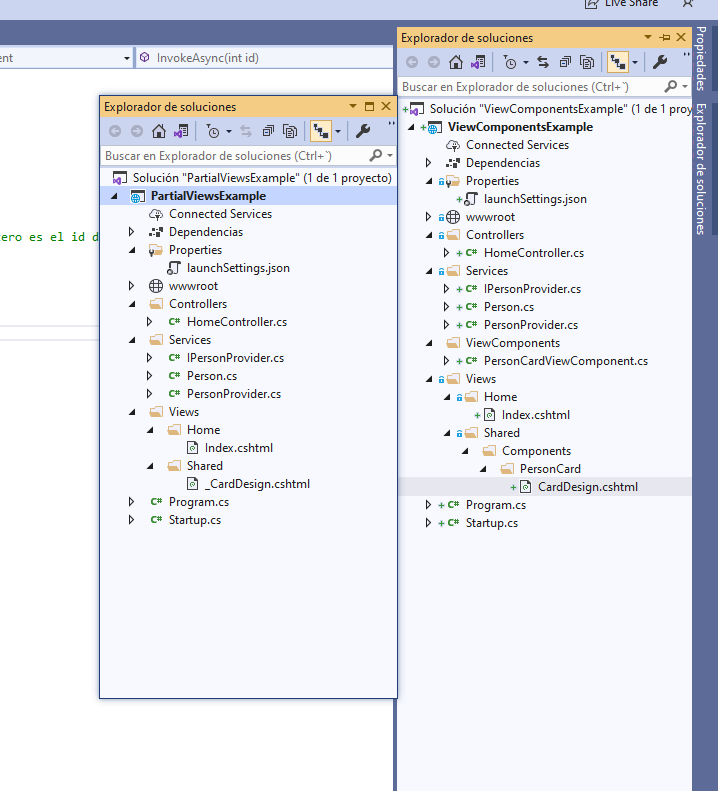 Live Share
ent
InvokeAsync(int id)
ero es el id d
Explorador de soluciones
Buscar en Explorador de soluciones (Ctrl+`)
Solución "PartialViewsExample" (1 de 1 proyecto)
PartialViewsExample
Connected Services
Dependencias
Properties
launchSettings.json
wwwroot
Controllers
C# HomeController.cs
Services
C# IPersonProvider.cs
C# Person.cs
C# PersonProvider.cs
Views
Home
Index.cshtml
Shared
_CardDesign.cshtml
C# Program.cs
C# Startup.cs
Explorador de soluciones
Buscar en Explorador de soluciones (Ctrl+`)
Solución "ViewComponentsExample" (1 de 1 proy
ViewComponentsExample
Connected Services
Dependencias
Properties
launchSettings.json
wwwroot
Controllers
C# HomeController.cs
Services
C# IPersonProvider.cs
C# Person.cs
C# PersonProvider.cs
ViewComponents
C# PersonCardViewComponent.cs
Views
Home
Index.cshtml
Shared
Components
PersonCard
CardDesign.cshtml
C# Program.cs
C# Startup.cs
Propiedades
Explorador de soluciones